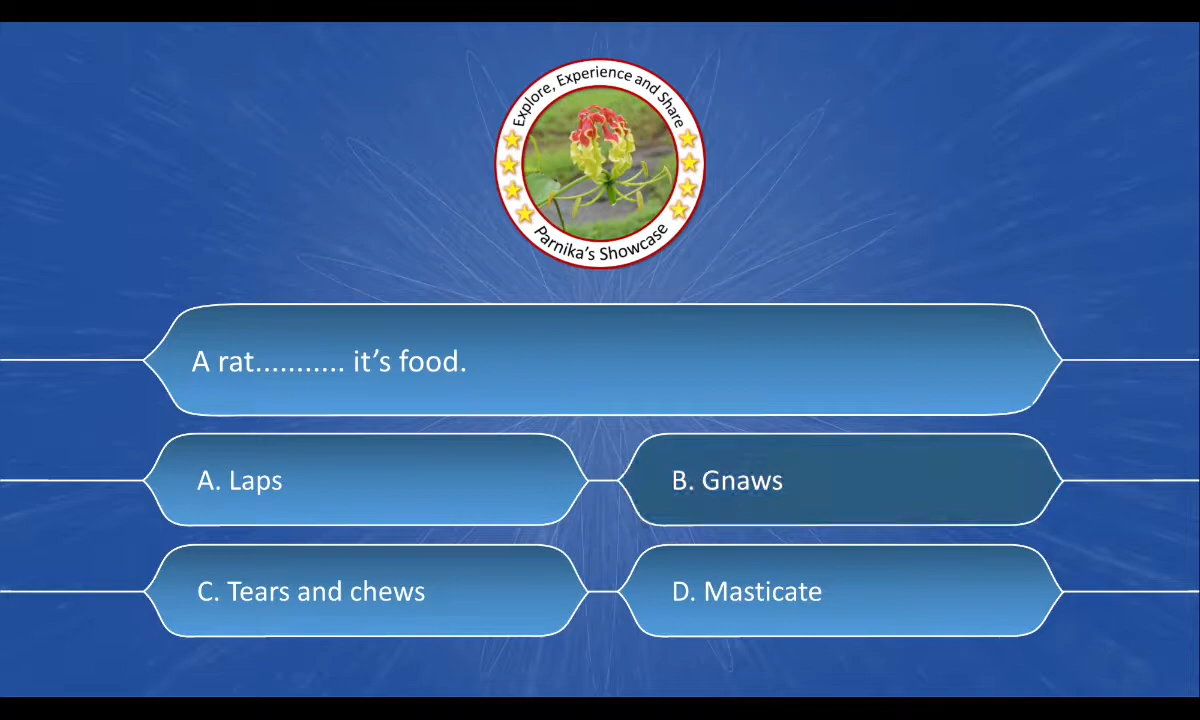 Explore, Experience and Share
Parnika's Showcase
A rat........... it’s food.
A. Laps
B. Gnaws
C. Tears and chews
D. Masticate